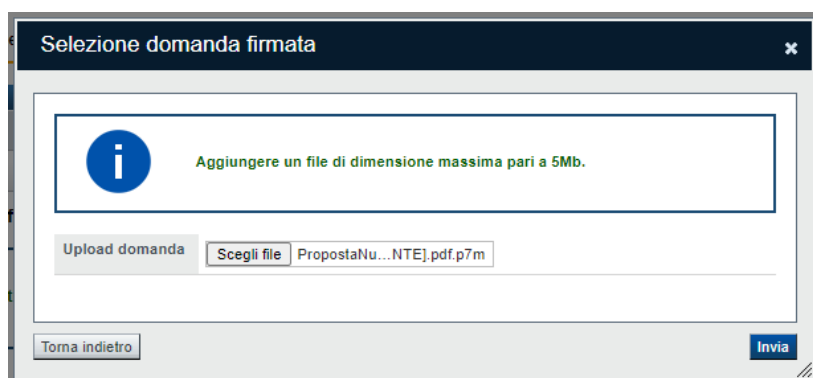 Selezione domanda firmata
Aggiungere un file di dimensione massima pari a 5Mb.
Upload domanda
Scegli file PropostaNu...NTE].pdf.p7m
Torna indietro
Invia